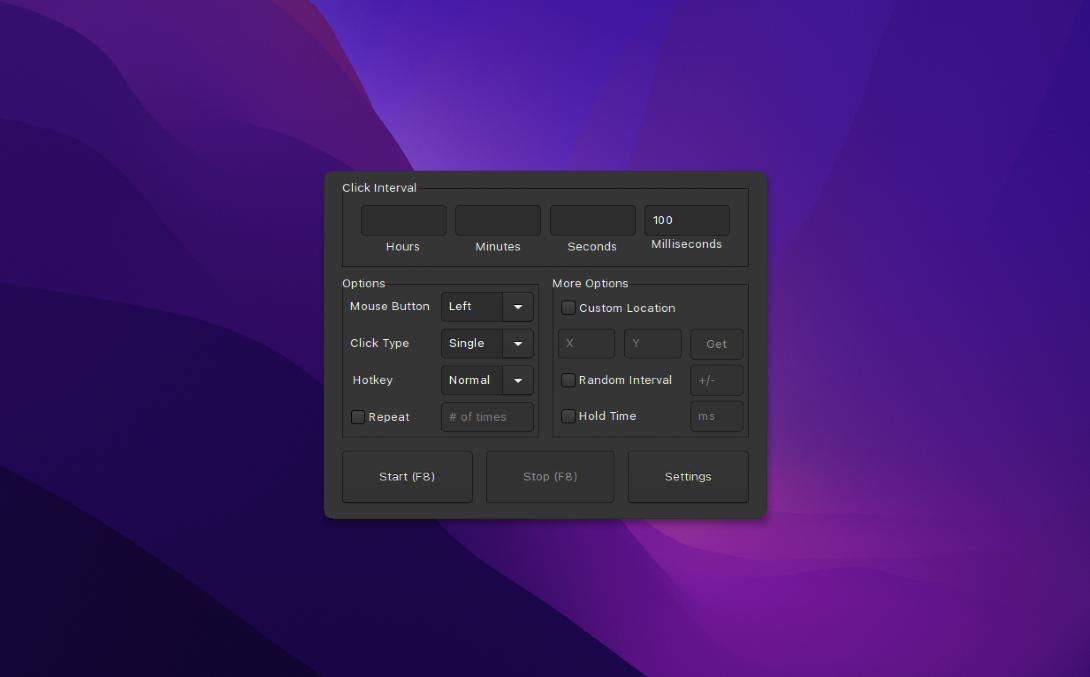 Click Interval
100
Hours Minutes Seconds Milliseconds
Options
Mouse Button Left
Click Type Single
Hotkey Normal
Repeat # of times
More Options
Custom Location
X Y Get
Random Interval +/-
Hold Time ms
Start (F8) Stop (F8) Settings